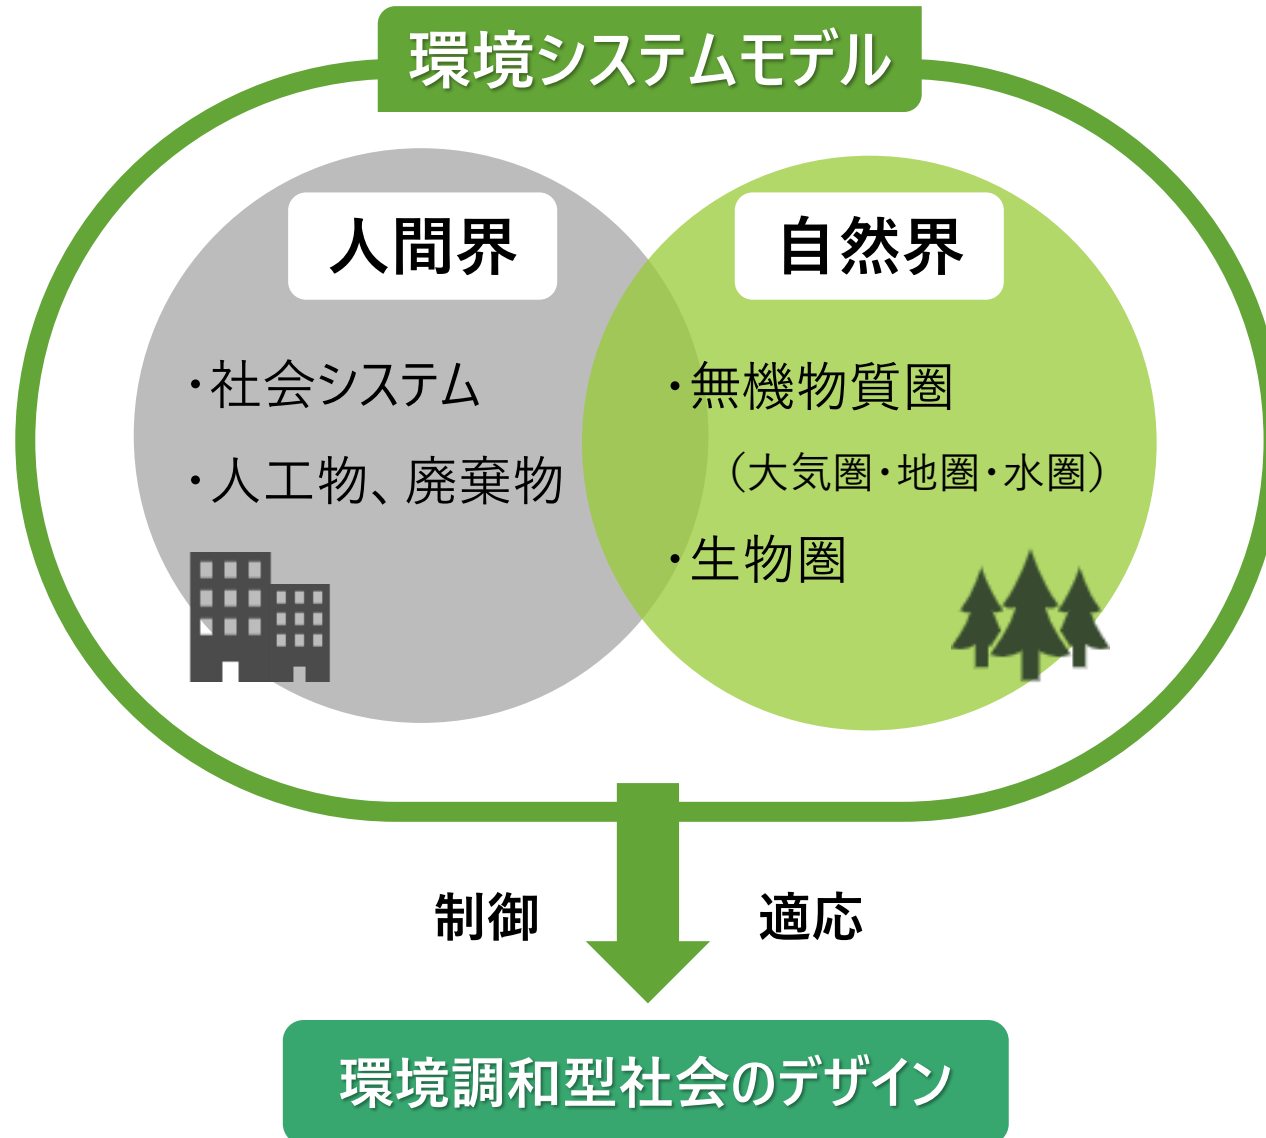 環境システムモデル
人間界
・社会システム
・人工物、廃棄物
自然界
・無機物質圏
（大気圏・地圏・水圏）
・生物圏
制御
適応
環境調和型社会のデザイン